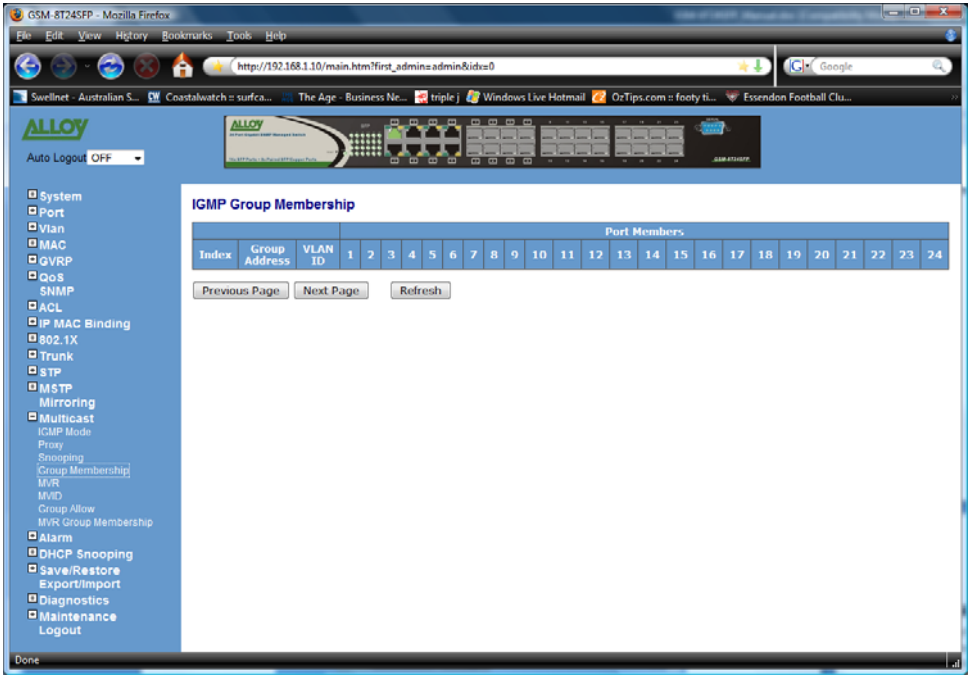 GSM-8T24SFP - Mozilla Firefox
File Edit View History Bookmarks Tools Help
http://192.168.1.10/main.htm?first_admin=admin&idx=0
Google
Swellnet - Australian S... Coastalwatch :: surfca... The Age - Business Ne... triple j Windows Live Hotmail OzTips.com :: footy ti... Essendon Football Clu...
ALLOY
ALLOY
Auto Logout OFF
System
Port
Vlan
MAC
GVRP
QoS
SNMP
ACL
IP MAC Binding
802.1X
Trunk
STP
MSTP
Mirroring
Multicast
IGMP Mode
Proxy
Snooping
Group Membership
MVR
MVID
Group Allow
MVR Group Membership
Alarm
DHCP Snooping
Save/Restore
Export/Import
Diagnostics
Maintenance
Logout
IGMP Group Membership
Port Members
Index Group Address VLAN ID 1 2 3 4 5 6 7 8 9 10 11 12 13 14 15 16 17 18 19 20 21 22 23 24
Previous Page Next Page Refresh
Done